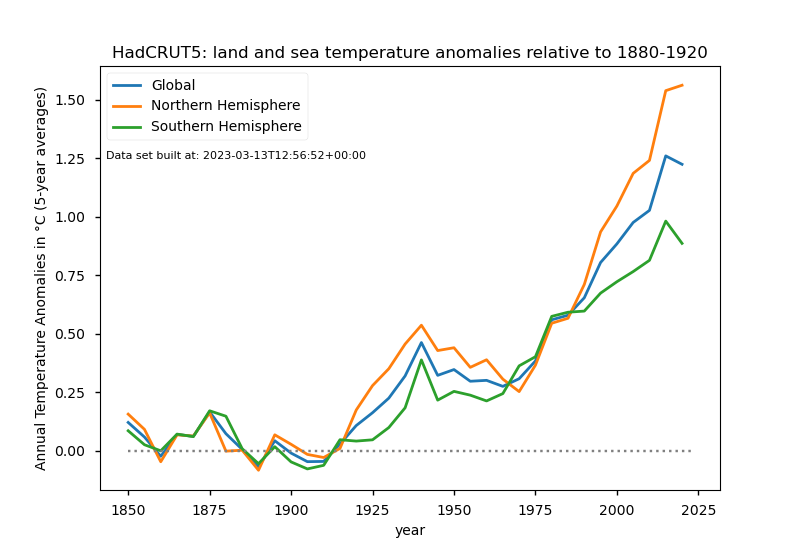 HadCRUT5: land and sea temperature anomalies relative to 1880-1920
Global
Northern Hemisphere
Southern Hemisphere
Data set built at: 2023-03-13T12:56:52+00:00
Annual Temperature Anomalies in °C (5-year averages)
1.50
1.25
1.00
0.75
0.50
0.25
0.00
1850 1875 1900 1925 1950 1975 2000 2025
year